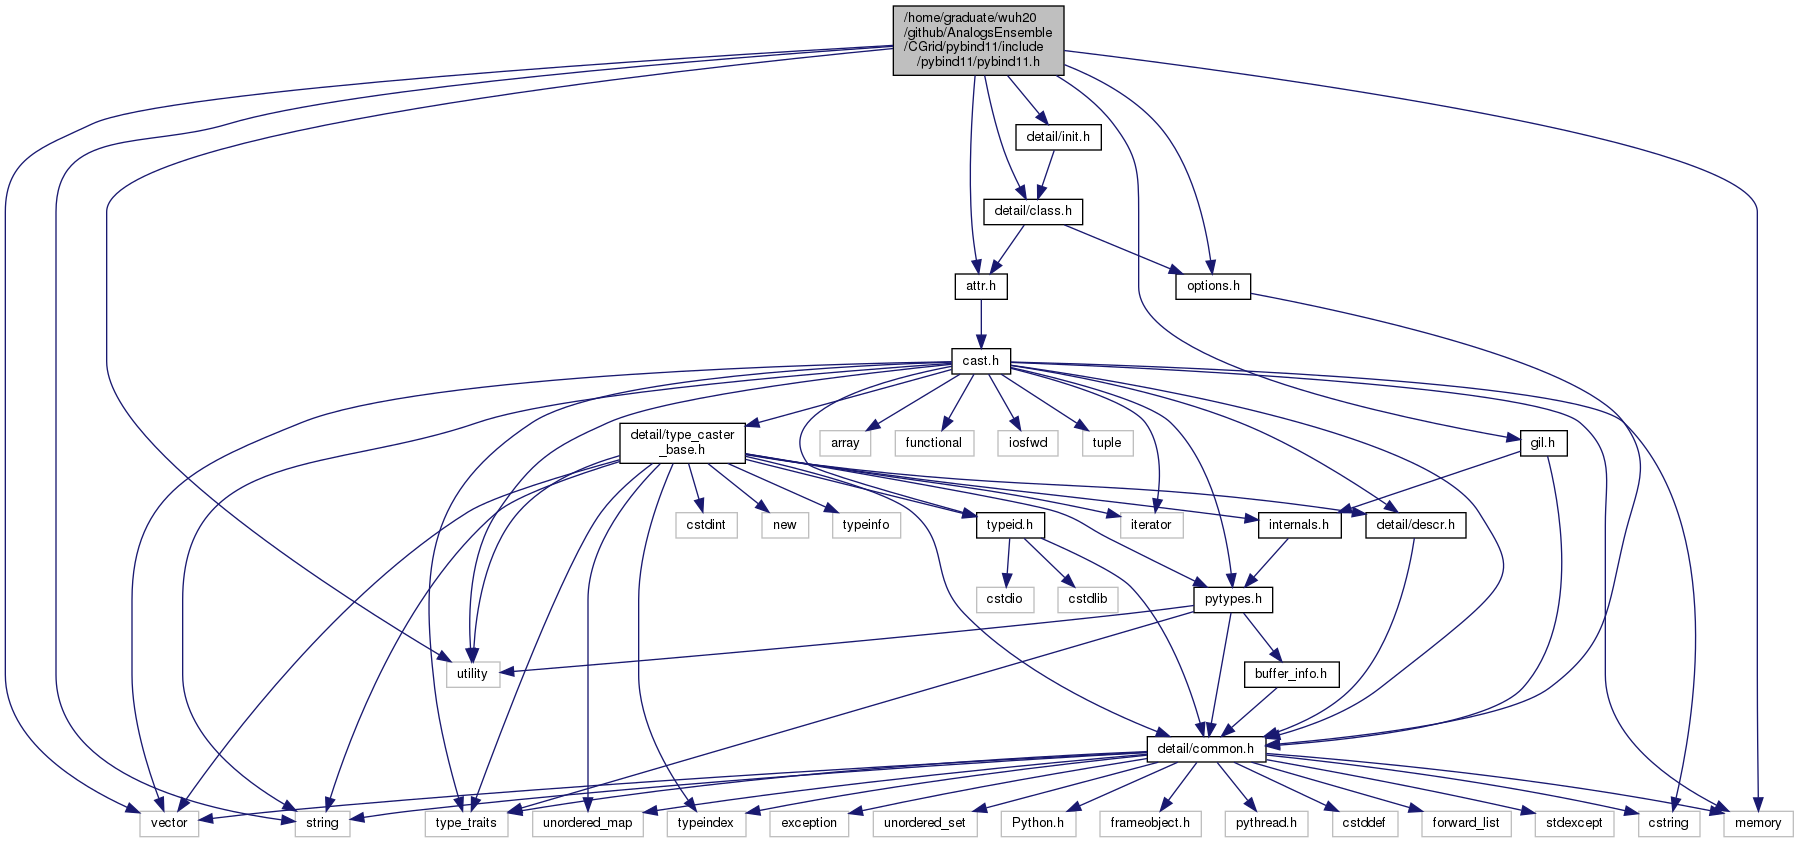 /home/graduate/wuh20
/github/AnalogsEnsemble
/CGrid/pybind11/include
/pybind11/pybind11.h
detail/init.h
detail/class.h
attr.h
options.h
cast.h
detail/type_caster
_base.h
array
functional
iosfwd
tuple
gil.h
cstdint
new
typeinfo
typeid.h
iterator
internals.h
detail/descr.h
cstdio
cstdlib
pytypes.h
utility
buffer_info.h
detail/common.h
vector
string
type_traits
unordered_map
typeindex
exception
unordered_set
Python.h
frameobject.h
pythread.h
cstddef
forward_list
stdexcept
cstring
memory